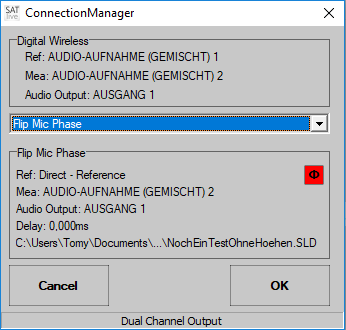 SAT
live
ConnectionManager
Digital Wireless
Ref: AUDIO-AUFNAHME (GEMISCHT) 1
Mea: AUDIO-AUFNAHME (GEMISCHT) 2
Audio Output: AUSGANG 1
Flip Mic Phase
Flip Mic Phase
Ref: Direct - Reference
Φ
Mea: AUDIO-AUFNAHME (GEMISCHT) 2
Audio Output: AUSGANG 1
Delay: 0,000ms
C:\Users\Tomy\Documents\...\NochEinTestOhneHoehen.SLD
Cancel
OK
Dual Channel Output